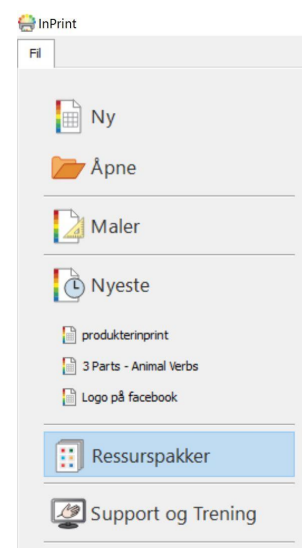 InPrint
Fil
Ny
Åpne
Maler
Nyeste
produkterinprint
3 Parts - Animal Verbs
Logo på facebook
Ressurspakker
Support og Trening